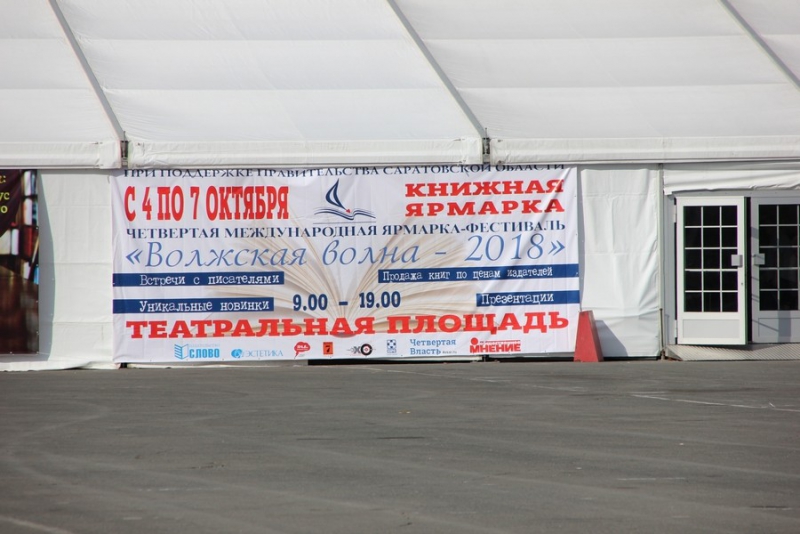 ПРИ ПОДДЕРЖКЕ ПРАВИТЕЛЬСТВА САРАТОВСКОЙ ОБЛАСТИ
С 4 ПО 7 ОКТЯБРЯ
КНИЖНАЯ
ЯРМАРКА
ЧЕТВЕРТАЯ МЕЖДУНАРОДНАЯ ЯРМАРКА-ФЕСТИВАЛЬ
«Волжская волна - 2018»
Встречи с писателями
Продажа книг по ценам издателей
Уникальные новинки
9.00 - 19.00
Презентации
ТЕАТРАЛЬНАЯ ПЛОЩАДЬ
СЛОВО
ЭСТЕТИКА
ЭХО
Четвертая
Власть
МНЕНИЕ